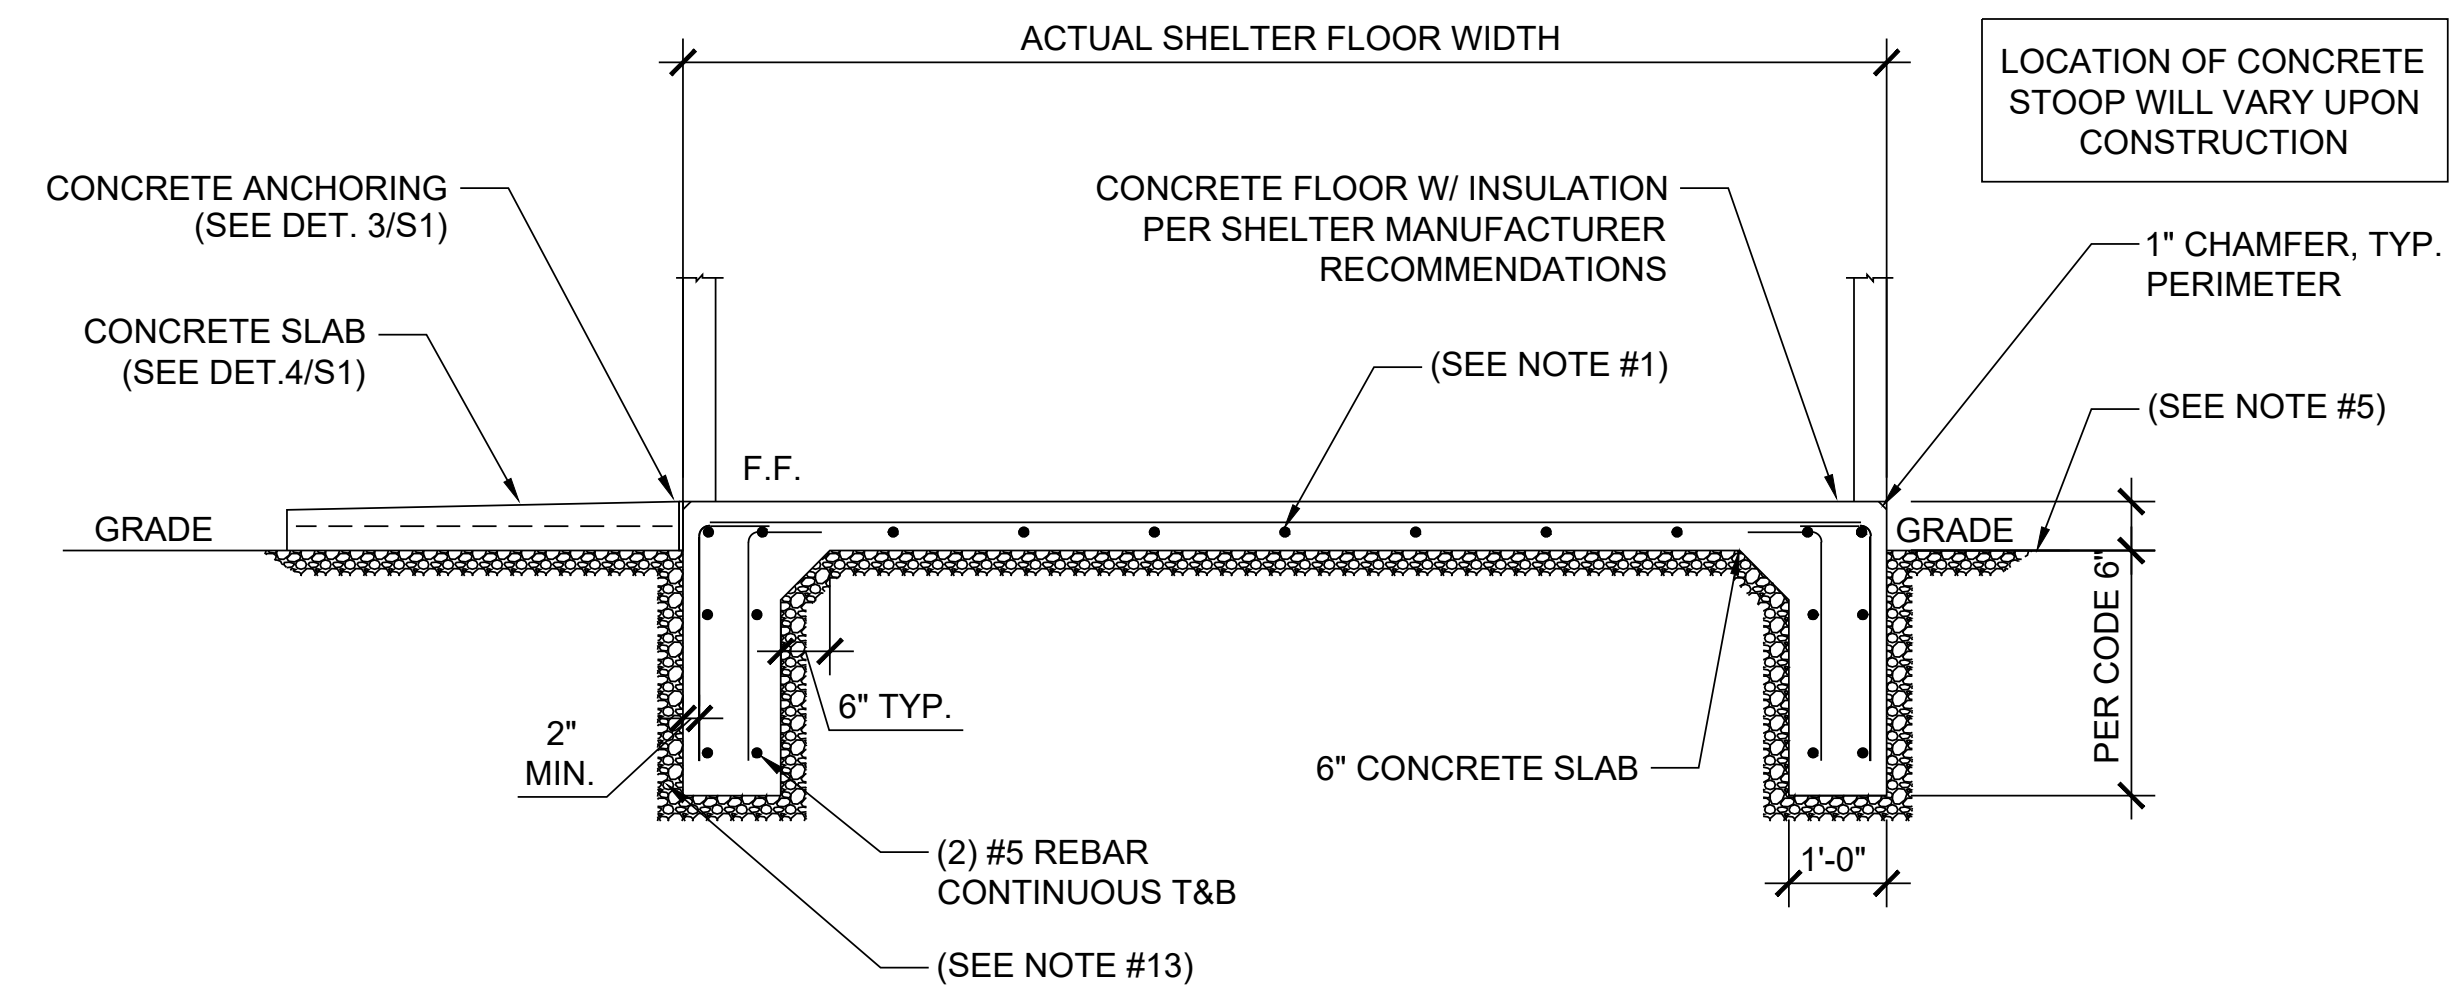 ACTUAL SHELTER FLOOR WIDTH
LOCATION OF CONCRETE
STOOP WILL VARY UPON
CONSTRUCTION
CONCRETE ANCHORING
(SEE DET. 3/S1)
CONCRETE FLOOR W/ INSULATION
PER SHELTER MANUFACTURER
RECOMMENDATIONS
1" CHAMFER, TYP.
PERIMETER
CONCRETE SLAB
(SEE DET.4/S1)
(SEE NOTE #1)
(SEE NOTE #5)
F.F.
GRADE
GRADE
PER CODE 6"
2"
MIN.
6" TYP.
6" CONCRETE SLAB
(2) #5 REBAR
CONTINUOUS T&B
1'-0"
(SEE NOTE #13)